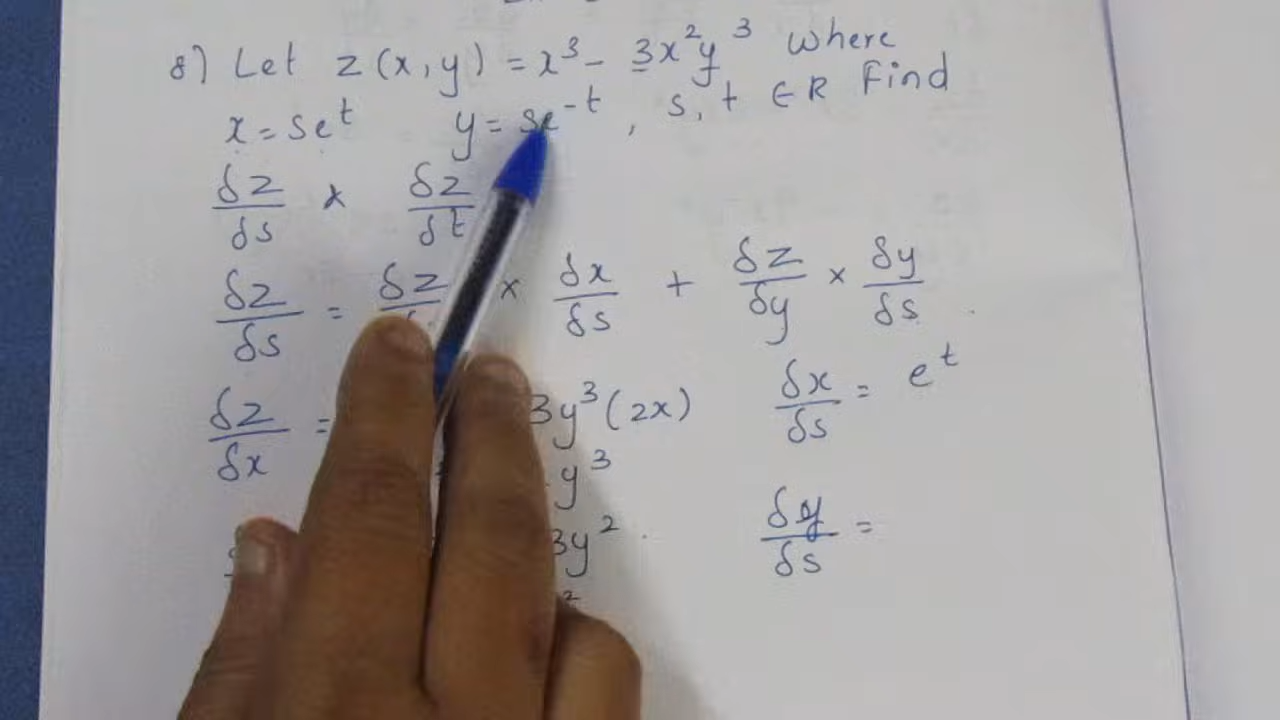 8) Let z(x,y) = x³ - 3x²y³ where
x = se^t y = se^-t , s, t ∈ R Find
δz/δs x δz/δt
δz/δs = δz × δx/δs + δz/δy × δy/δs
δz/δx = 3y³(2x) δx/δs = e^t
y³
3y² δy/δs =